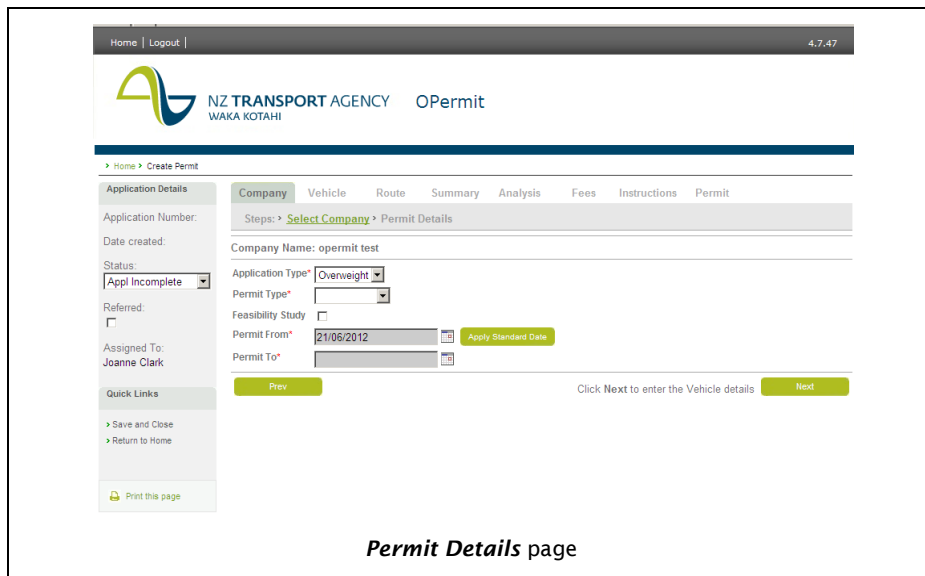 Home | Logout | 4.7.47
NZ TRANSPORT AGENCY OPermit
WAKA KOTAHI
> Home > Create Permit
Application Details
Application Number:
Date created:
Status:
Appl Incomplete
Referred:
Assigned To:
Joanne Clark
Quick Links
> Save and Close
> Return to Home
Print this page
Company Vehicle Route Summary Analysis Fees Instructions Permit
Steps: > Select Company > Permit Details
Company Name: opermit test
Application Type* Overweight
Permit Type*
Feasibility Study
Permit From* 21/06/2012 Apply Standard Date
Permit To*
Prev Click Next to enter the Vehicle details Next
Permit Details page